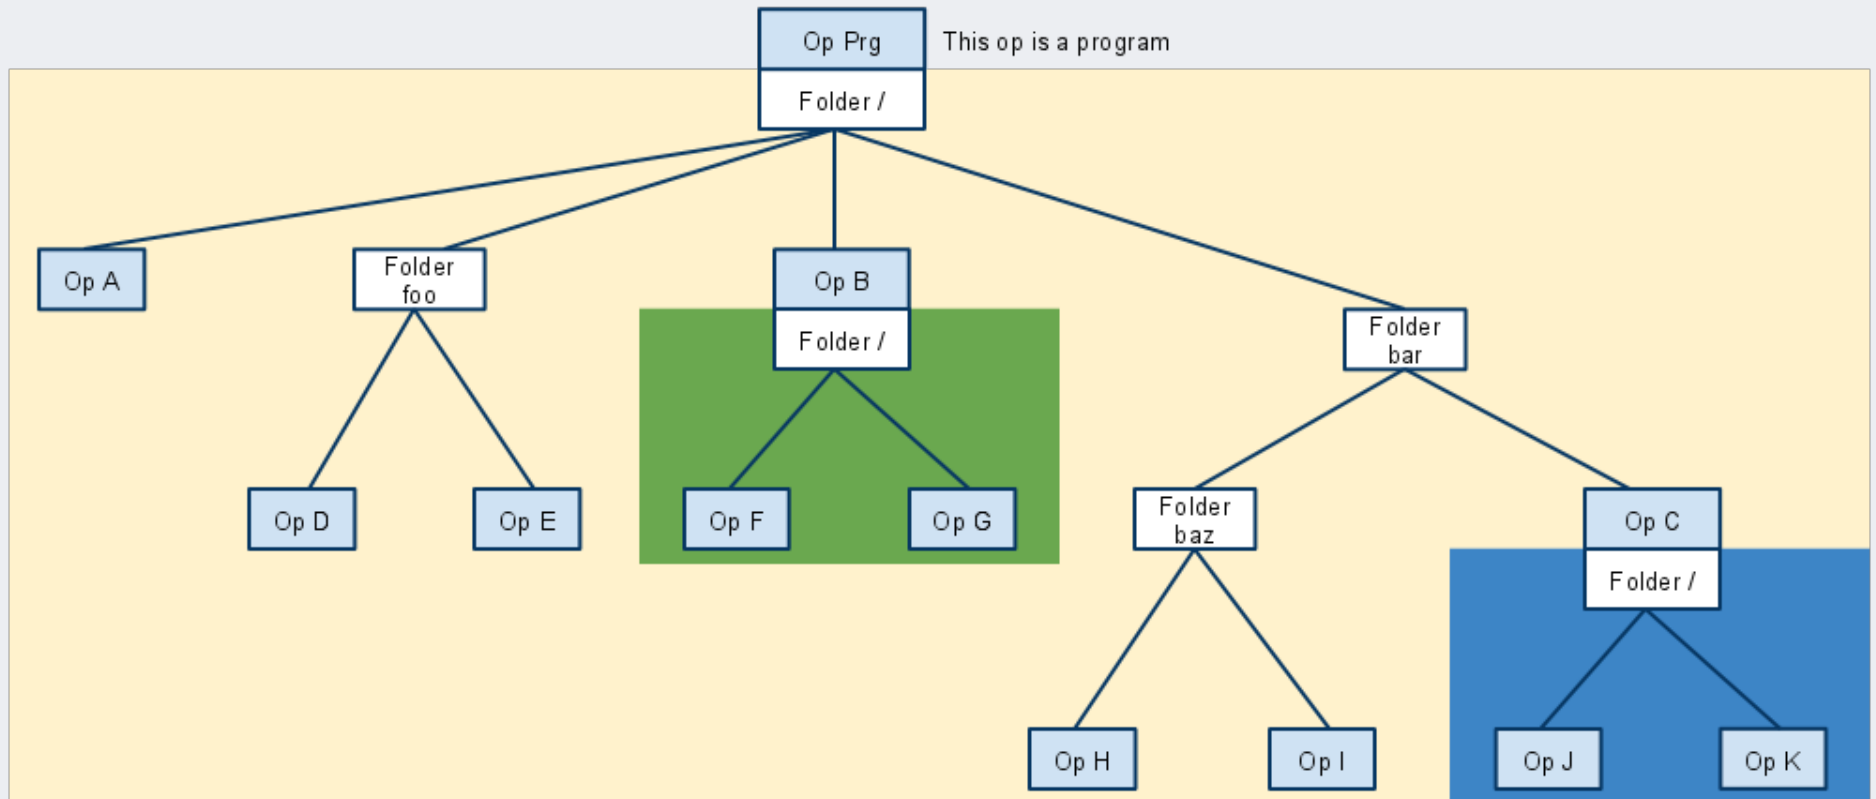 Op Prg
This op is a program
Folder /
Op A
Folder
foo
Op B
Folder /
Folder
bar
Op D
Op E
Op F
Op G
Folder
baz
Op C
Folder /
Op H
Op I
Op J
Op K